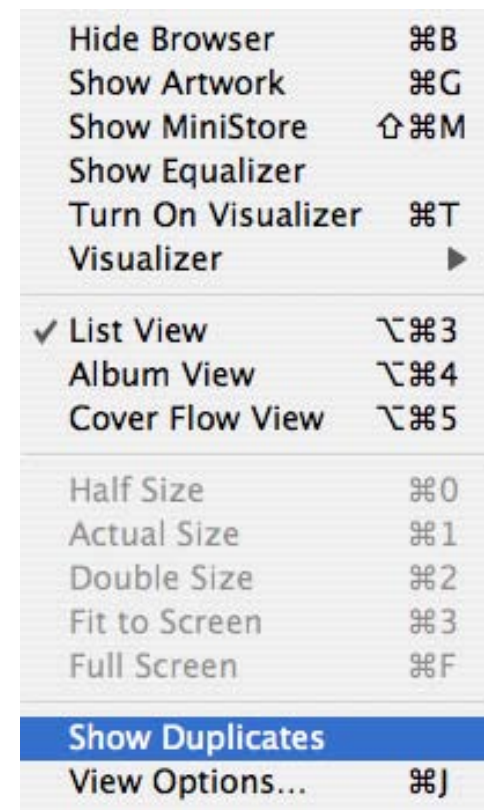 Hide Browser ⌘B
Show Artwork ⌘G
Show MiniStore ⇧⌘M
Show Equalizer
Turn On Visualizer ⌘T
Visualizer ▶
✓ List View ⌥⌘3
Album View ⌥⌘4
Cover Flow View ⌥⌘5
Half Size ⌘0
Actual Size ⌘1
Double Size ⌘2
Fit to Screen ⌘3
Full Screen ⌘F
Show Duplicates
View Options... ⌘J